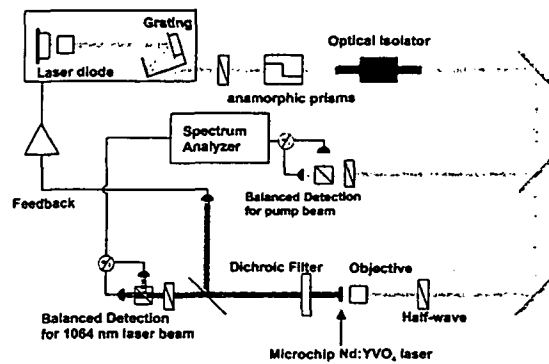 Grating
Laser diode
Optical Isolator
anamorphic prisms
Spectrum
Analyzer
Balanced Detection
for pump beam
Feedback
Dichroic Filter
Objective
Half-wave
Balanced Detection
for 1064 nm laser beam
Microchip Nd:YVO₄ laser